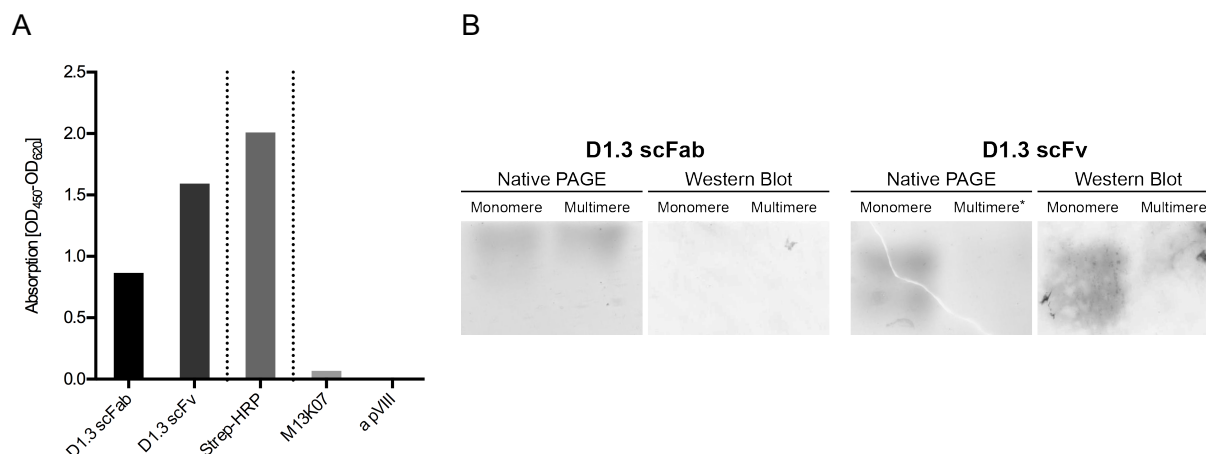 A
Absorption [OD450-OD620]
2.5
2.0
1.5
1.0
0.5
0.0
D1.3 scFab
D1.3 scFv
Strep-HRP
M13K07
a pVIII
B
D1.3 scFab
D1.3 scFv
Native PAGE
Western Blot
Native PAGE
Western Blot
Monomere
Multimere
Monomere
Multimere
Monomere
Multimere*
Monomere
Multimere